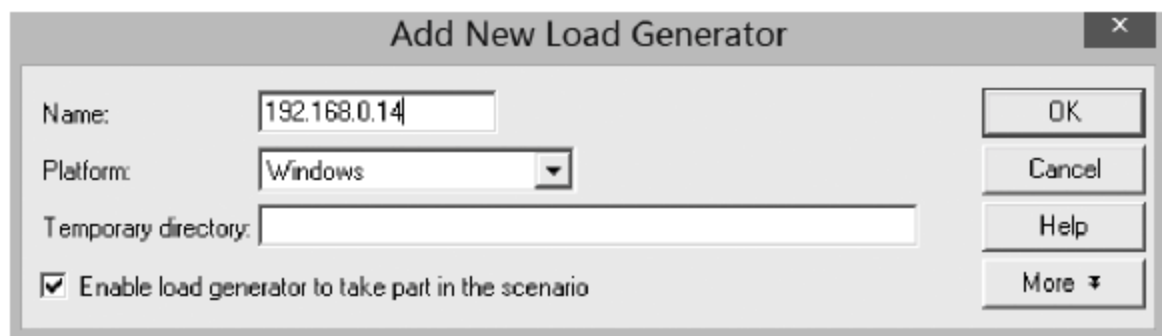 Add New Load Generator
Name: 192.168.0.14 OK
Platform: Windows Cancel
Temporary directory: Help
Enable load generator to take part in the scenario More